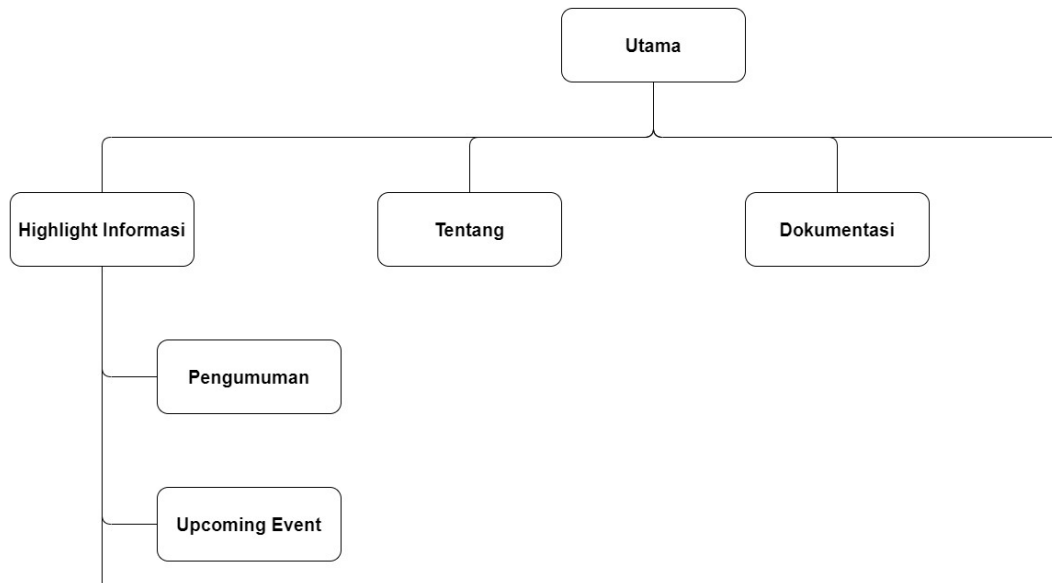 Utama
Highlight Informasi
Tentang
Dokumentasi
Pengumuman
Upcoming Event